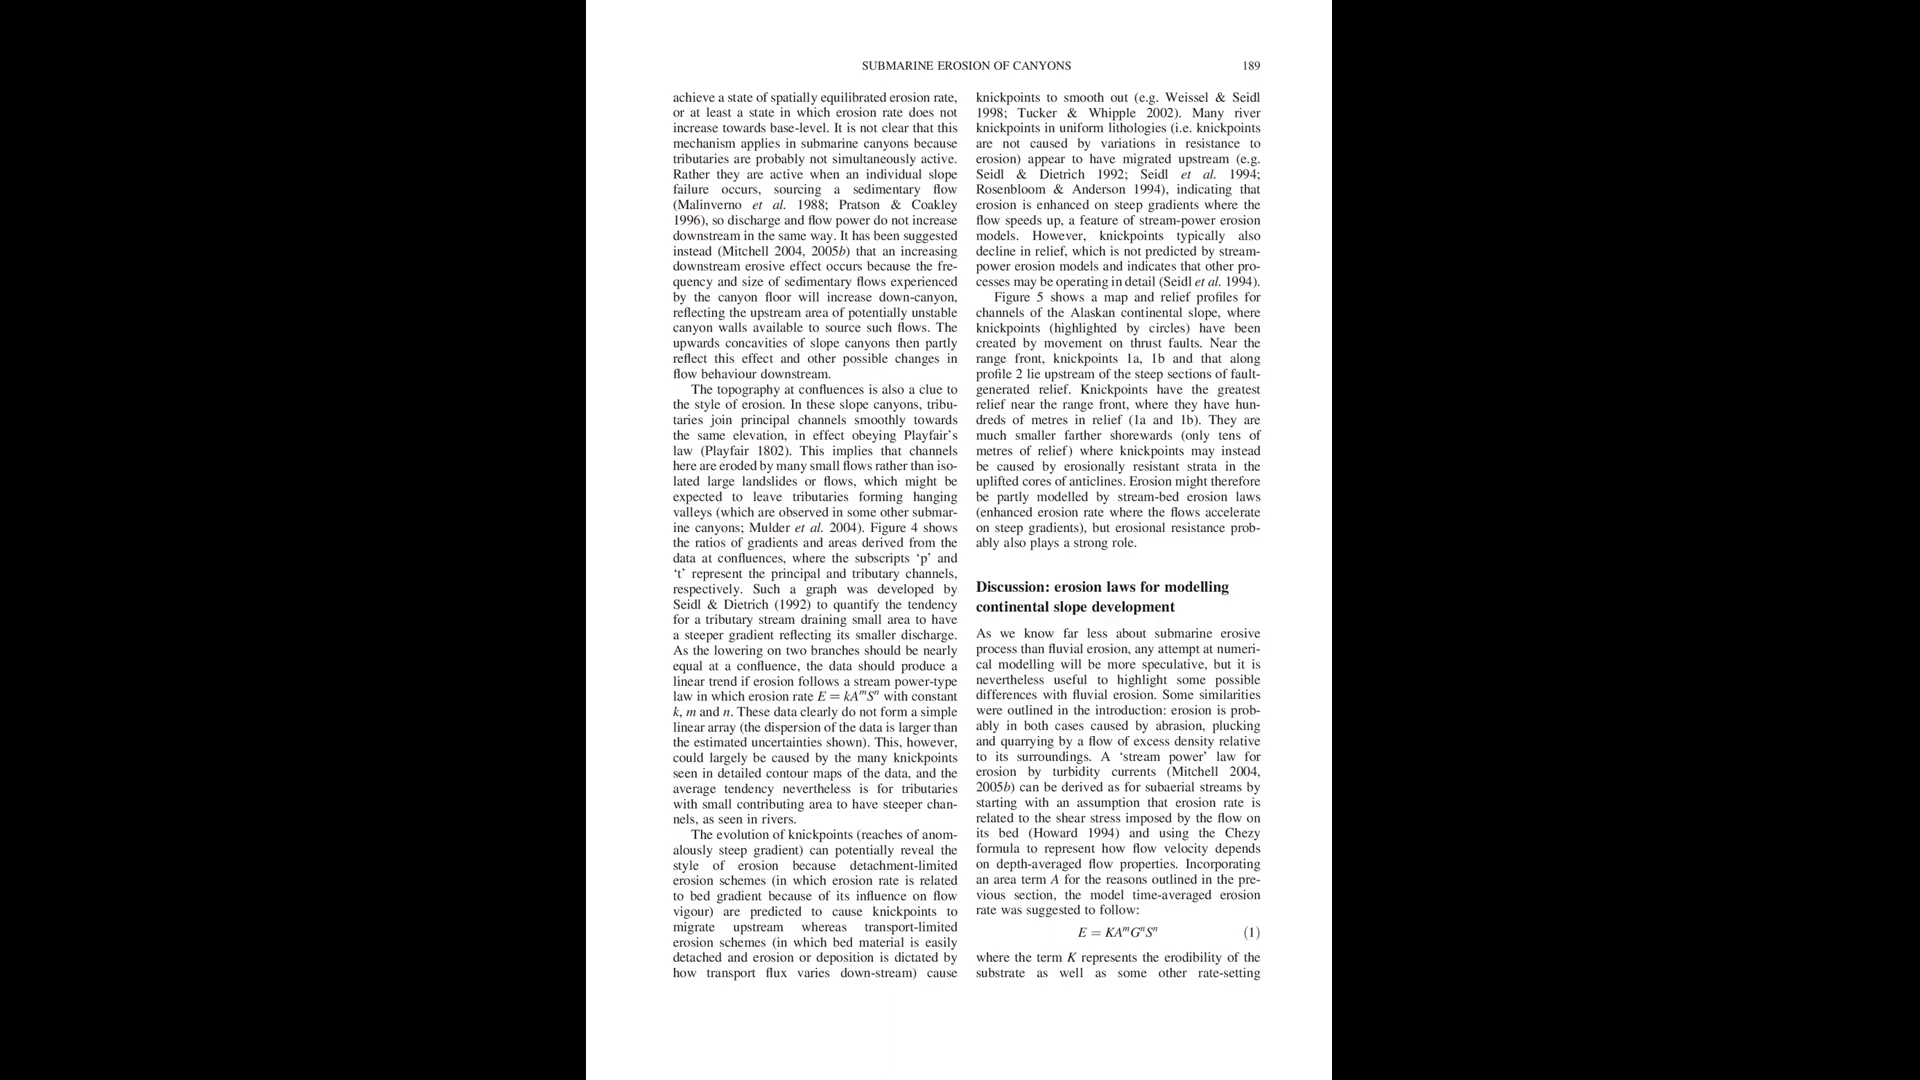 SUBMARINE EROSION OF CANYONS 189
achieve a state of spatially equilibrated erosion rate,
or at least a state in which erosion rate does not
increase towards base-level. It is not clear that this
mechanism applies in submarine canyons because
tributaries are probably not simultaneously active.
Rather they are active when an individual slope
failure occurs, sourcing a sedimentary flow
(Malinverno et al. 1988; Pratson & Coakley
1996), so discharge and flow power do not increase
downstream in the same way. It has been suggested
instead (Mitchell 2004, 2005b) that an increasing
downstream erosive effect occurs because the fre-
quency and size of sedimentary flows experienced
by the canyon floor will increase down-canyon,
reflecting the upstream area of potentially unstable
canyon walls available to source such flows. The
upwards concavities of slope canyons then partly
reflect this effect and other possible changes in
flow behaviour downstream.
The topography at confluences is also a clue to
the style of erosion. In these slope canyons, tribu-
taries join principal channels smoothly towards
the same elevation, in effect obeying Playfair's
law (Playfair 1802). This implies that channels
here are eroded by many small flows rather than iso-
lated large landslides or flows, which might be
expected to leave tributaries forming hanging
valleys (which are observed in some other submar-
ine canyons; Mulder et al. 2004). Figure 4 shows
the ratios of gradients and areas derived from the
data at confluences, where the subscripts ‘p’ and
‘t’ represent the principal and tributary channels,
respectively. Such a graph was developed by
Seidl & Dietrich (1992) to quantify the tendency
for a tributary stream draining small area to have
a steeper gradient reflecting its smaller discharge.
As the lowering on two branches should be nearly
equal at a confluence, the data should produce a
linear trend if erosion follows a stream power-type
law in which erosion rate E = kAᵐSⁿ with constant
k, m and n. These data clearly do not form a simple
linear array (the dispersion of the data is larger than
the estimated uncertainties shown). This, however,
could largely be caused by the many knickpoints
seen in detailed contour maps of the data, and the
average tendency nevertheless is for tributaries
with small contributing area to have steeper chan-
nels, as seen in rivers.
The evolution of knickpoints (reaches of anom-
alously steep gradient) can potentially reveal the
style of erosion because detachment-limited
erosion schemes (in which erosion rate is related
to bed gradient because of its influence on flow
vigour) are predicted to cause knickpoints to
migrate upstream whereas transport-limited
erosion schemes (in which bed material is easily
detached and erosion or deposition is dictated by
how transport flux varies down-stream) cause
knickpoints to smooth out (e.g. Weissel & Seidl
1998; Tucker & Whipple 2002). Many river
knickpoints in uniform lithologies (i.e. knickpoints
are not caused by variations in resistance to
erosion) appear to have migrated upstream (e.g.
Seidl & Dietrich 1992; Seidl et al. 1994;
Rosenbloom & Anderson 1994), indicating that
erosion is enhanced on steep gradients where the
flow speeds up, a feature of stream-power erosion
models. However, knickpoints typically also
decline in relief, which is not predicted by stream-
power erosion models and indicates that other pro-
cesses may be operating in detail (Seidl et al. 1994).
Figure 5 shows a map and relief profiles for
channels of the Alaskan continental slope, where
knickpoints (highlighted by circles) have been
created by movement on thrust faults. Near the
range front, knickpoints 1a, 1b and that along
profile 2 lie upstream of the steep sections of fault-
generated relief. Knickpoints have the greatest
relief near the range front, where they have hun-
dreds of metres in relief (1a and 1b). They are
much smaller farther shorewards (only tens of
metres of relief) where knickpoints may instead
be caused by erosionally resistant strata in the
uplifted cores of anticlines. Erosion might therefore
be partly modelled by stream-bed erosion laws
(enhanced erosion rate where the flows accelerate
on steep gradients), but erosional resistance prob-
ably also plays a strong role.
Discussion: erosion laws for modelling
continental slope development
As we know far less about submarine erosive
process than fluvial erosion, any attempt at numeri-
cal modelling will be more speculative, but it is
nevertheless useful to highlight some possible
differences with fluvial erosion. Some similarities
were outlined in the introduction: erosion is prob-
ably in both cases caused by abrasion, plucking
and quarrying by a flow of excess density relative
to its surroundings. A ‘stream power’ law for
erosion by turbidity currents (Mitchell 2004,
2005b) can be derived as for subaerial streams by
starting with an assumption that erosion rate is
related to the shear stress imposed by the flow on
its bed (Howard 1994) and using the Chezy
formula to represent how flow velocity depends
on depth-averaged flow properties. Incorporating
an area term A for the reasons outlined in the pre-
vious section, the model time-averaged erosion
rate was suggested to follow:
E = KAᵐGⁿSⁿ (1)
where the term K represents the erodibility of the
substrate as well as some other rate-setting